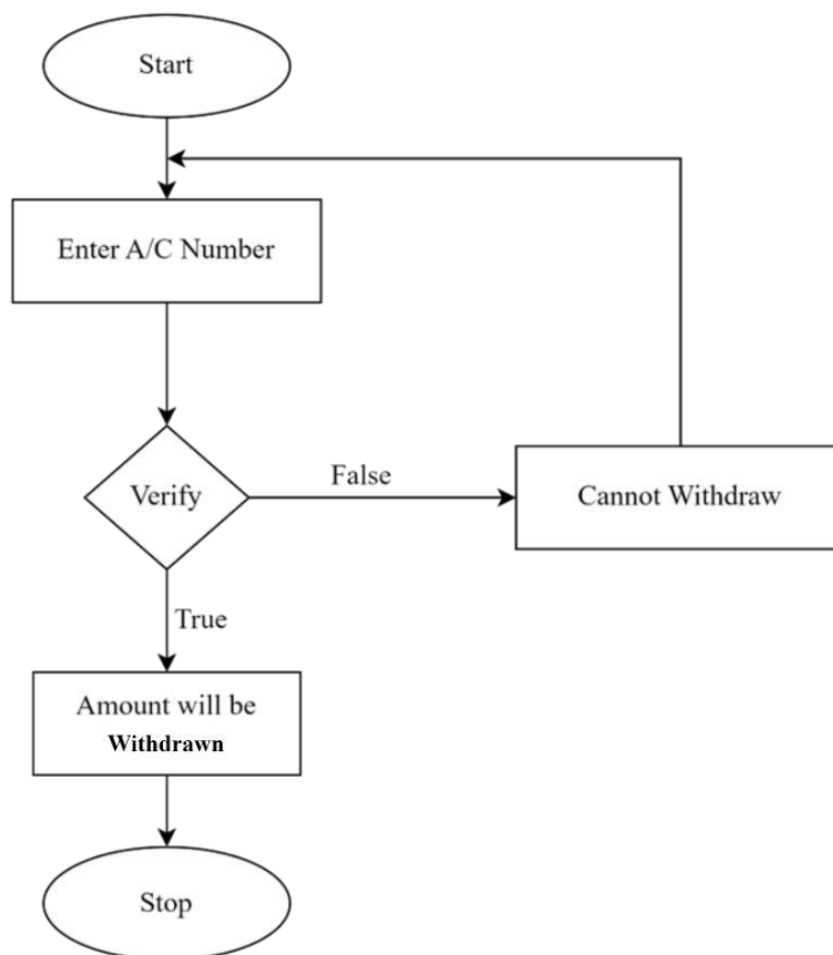 Start
Enter A/C Number
Verify
False
Cannot Withdraw
True
Amount will be
Withdrawn
Stop